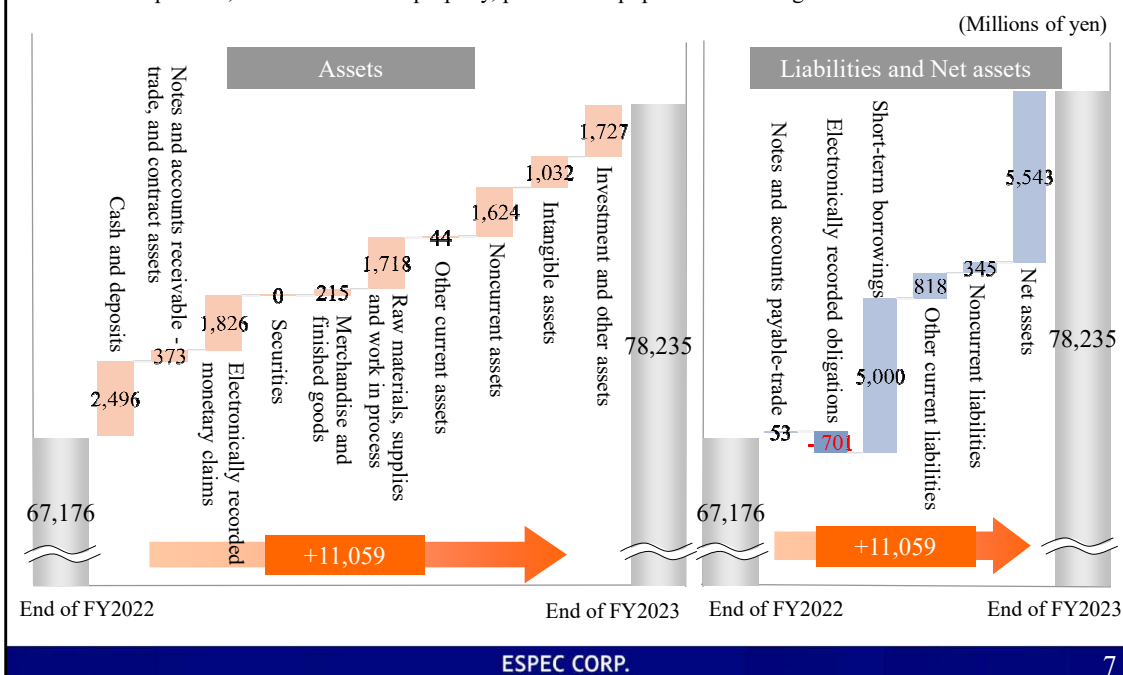 (Millions of yen)
Assets
Liabilities and Net assets
67,176
2,496
Cash and deposits
373
Notes and accounts receivable -
trade, and contract assets
1,826
Electronically recorded
monetary claims
0
Securities
215
Merchandise and
finished goods
1,718
Raw materials, supplies
and work in process
44
Other current assets
1,624
Noncurrent assets
1,032
Intangible assets
1,727
Investment and other assets
78,235
+11,059
End of FY2022
End of FY2023
67,176
53
Notes and accounts payable-trade
-701
Electronically recorded obligations
5,000
Short-term borrowings
818
Other current liabilities
345
Noncurrent liabilities
5,543
Net assets
78,235
+11,059
End of FY2022
End of FY2023
ESPEC CORP.
7